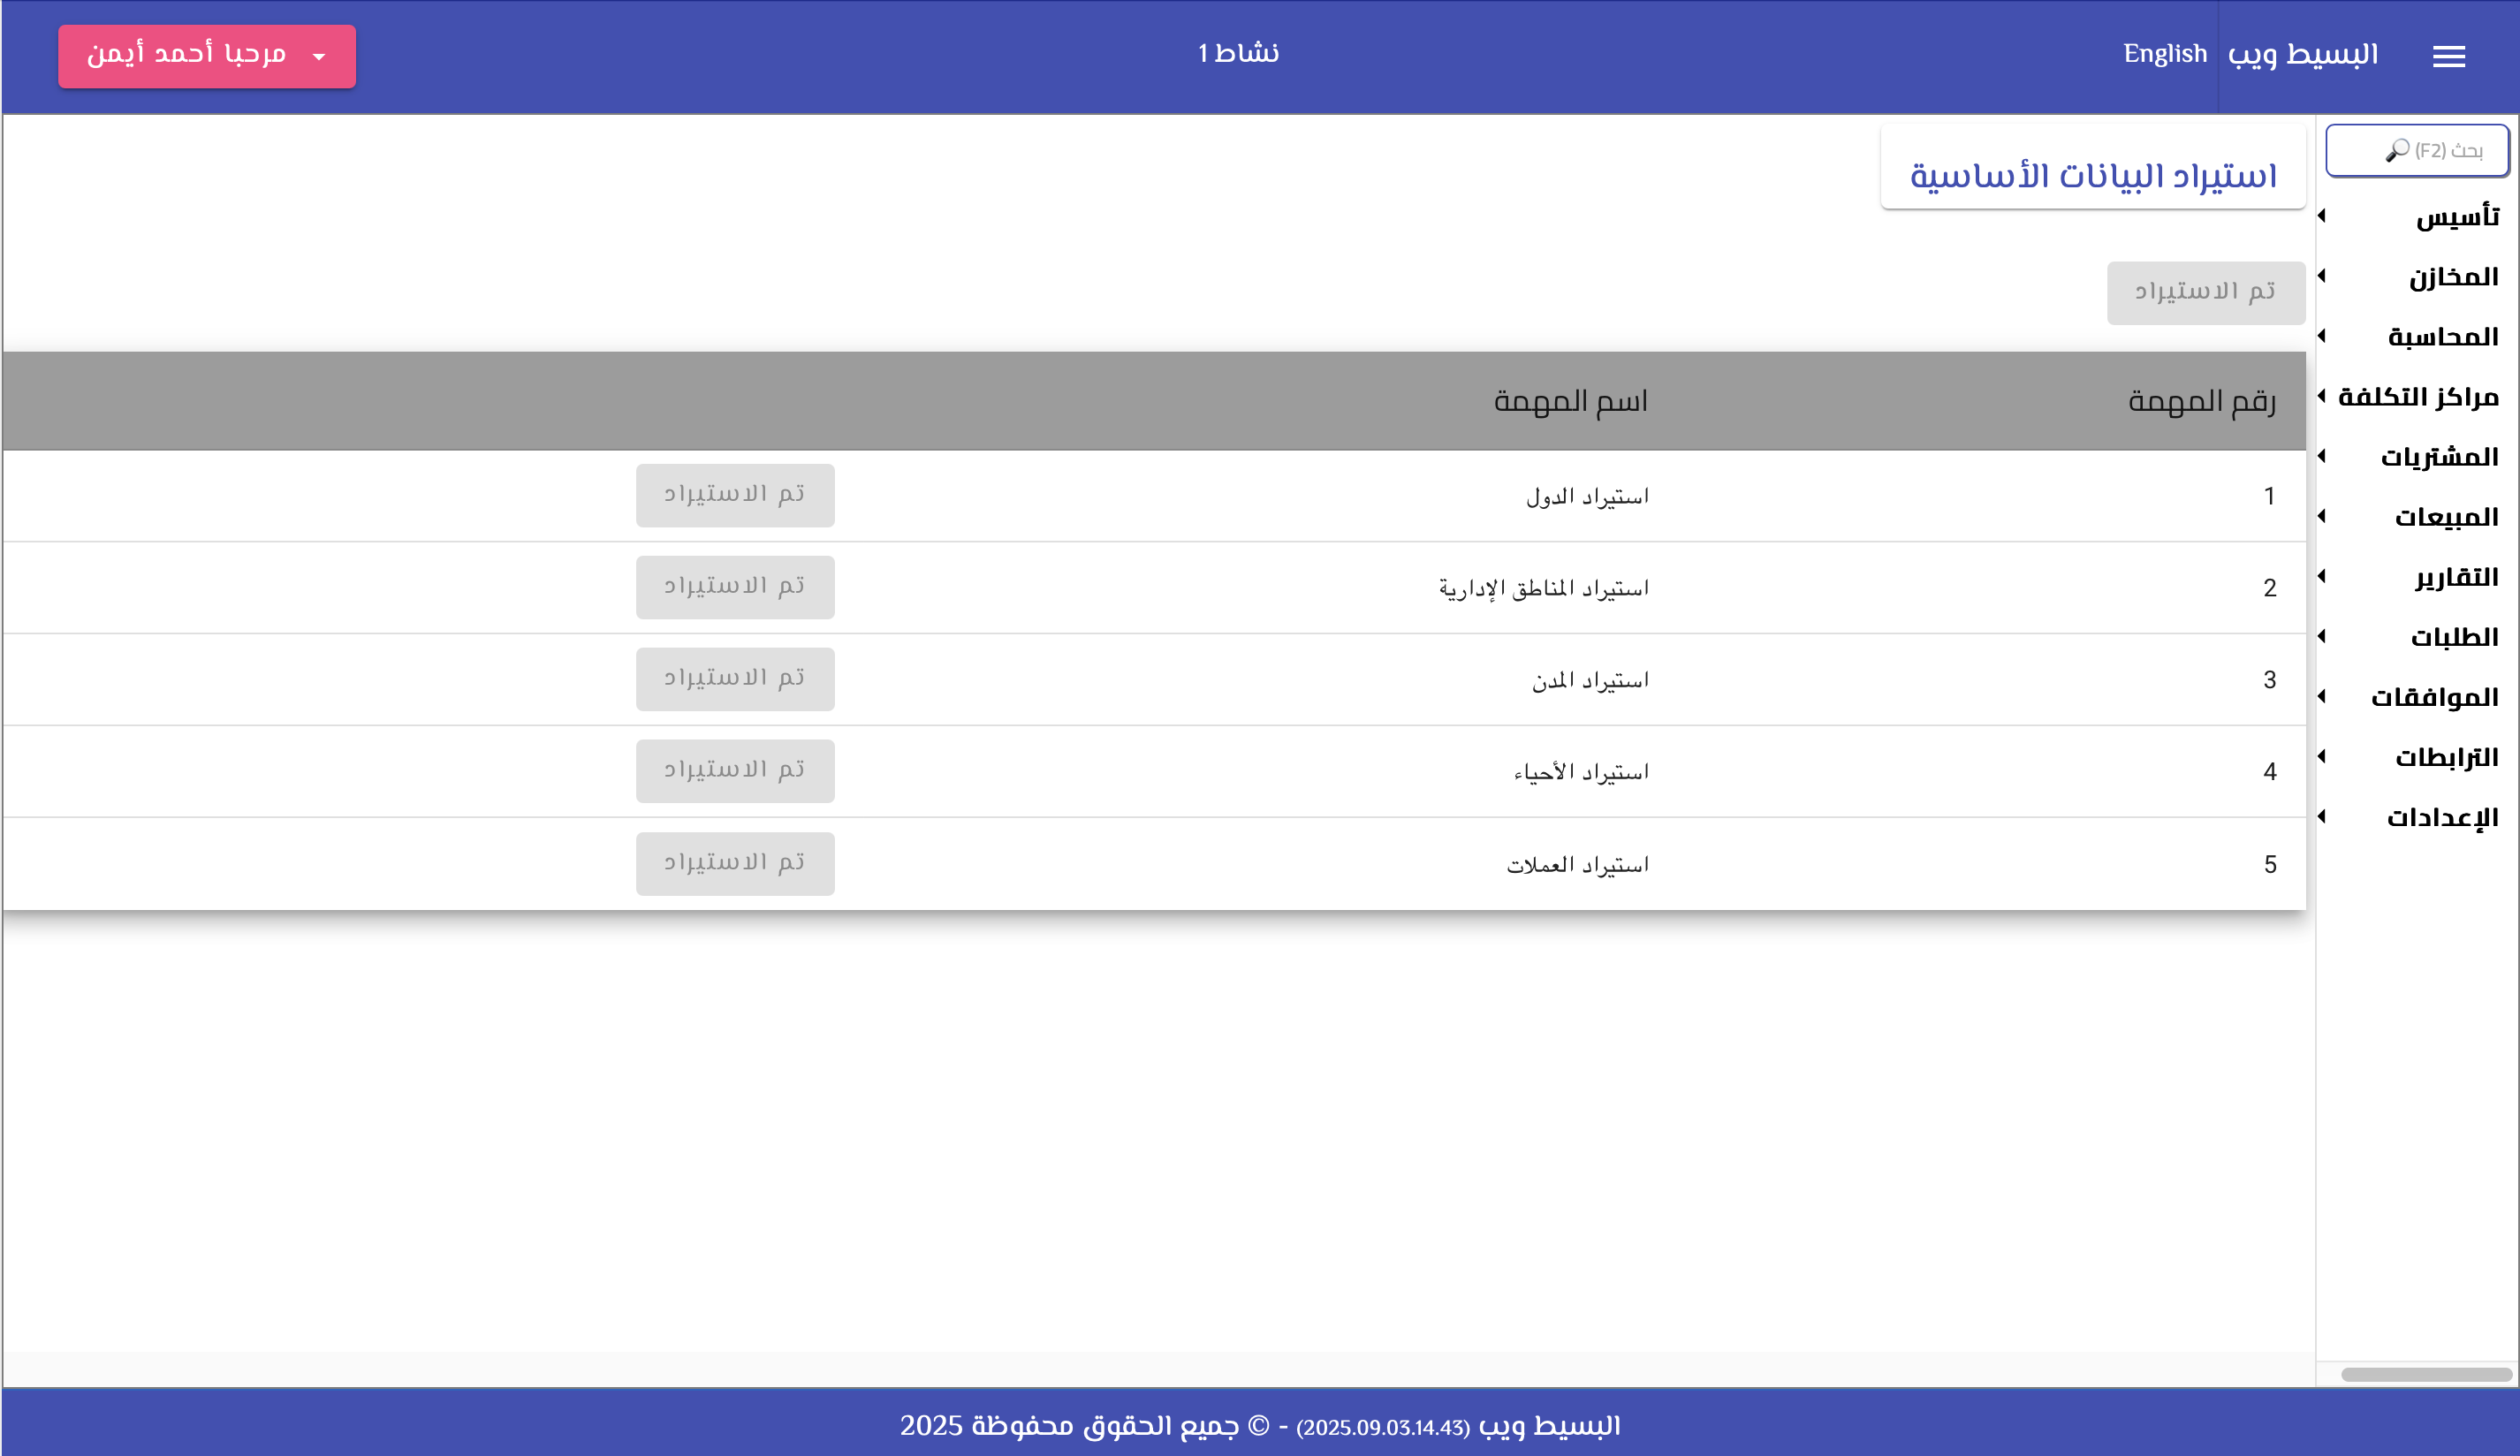 البسيط ويب
English
نشاط 1
مرحبا أحمد أيمن
بحث (F2)
تأسيس
المخازن
المحاسبة
مراكز التكلفة
المشتريات
المبيعات
التقارير
الطلبات
الموافقات
الترابطات
الإعدادات
استيراد البيانات الأساسية
تم الاستيراد
رقم المهمة اسم المهمة
1 استيراد الدول تم الاستيراد
2 استيراد المناطق الإدارية تم الاستيراد
3 استيراد المدن تم الاستيراد
4 استيراد الأحياء تم الاستيراد
5 استيراد العملات تم الاستيراد
البسيط ويب (2025.09.03.14.43) - © جميع الحقوق محفوظة 2025